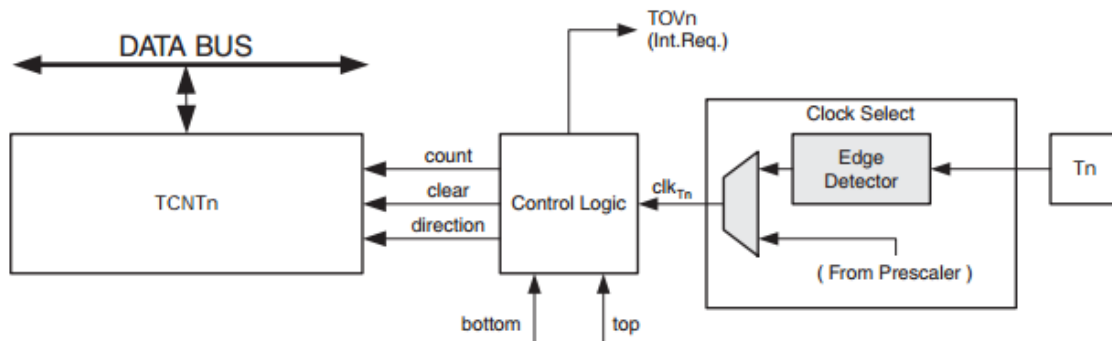 TOVn
(Int.Req.)
DATA BUS
Clock Select
count
Edge
Detector
Tn
TCNTn
clear
Control Logic
clkTn
direction
( From Prescaler )
bottom
top